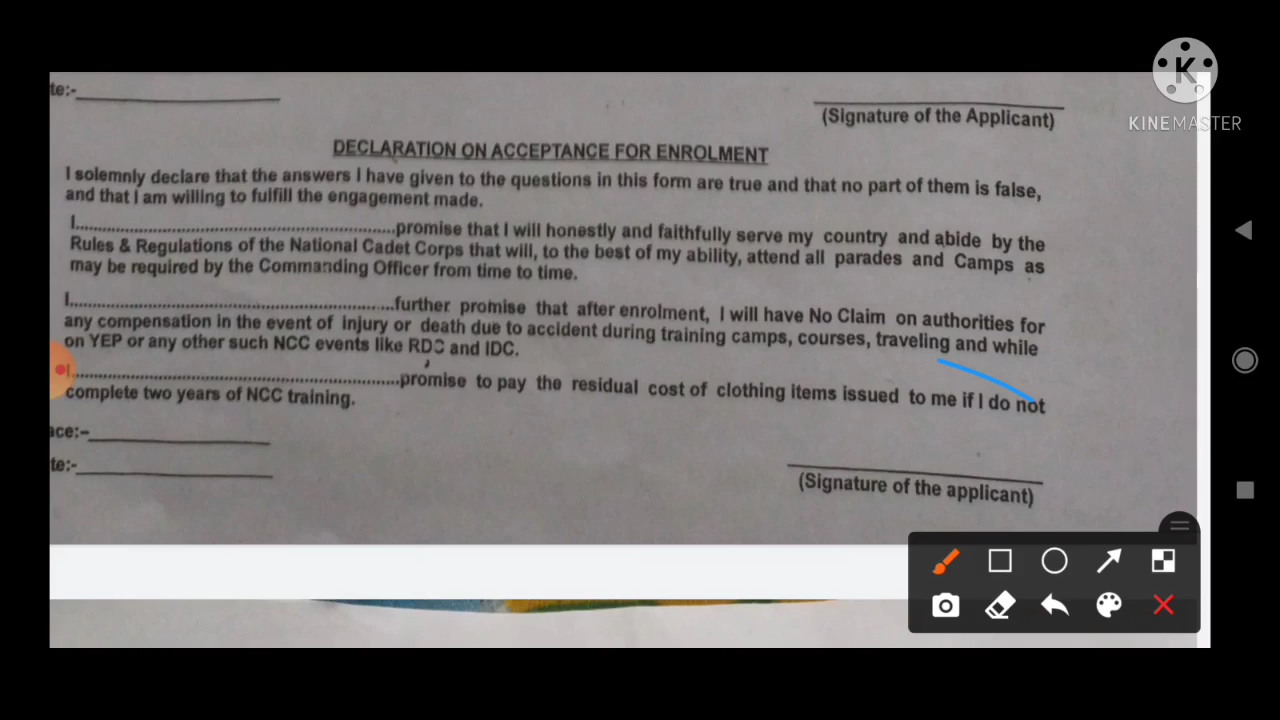 te:-
(Signature of the Applicant)
KINEMASTER
DECLARATION ON ACCEPTANCE FOR ENROLMENT
I solemnly declare that the answers I have given to the questions in this form are true and that no part of them is false,
and that I am willing to fulfill the engagement made.
I............................................................promise that I will honestly and faithfully serve my country and abide by the
Rules & Regulations of the National Cadet Corps that will, to the best of my ability, attend all parades and Camps as
may be required by the Commanding Officer from time to time.
I............................................................further promise that after enrolment, I will have No Claim on authorities for
any compensation in the event of injury or death due to accident during training camps, courses, traveling and while
on YEP or any other such NCC events like RDC and IDC.
I............................................................promise to pay the residual cost of clothing items issued to me if I do not
complete two years of NCC training.
ace:-
te:-
(Signature of the applicant)